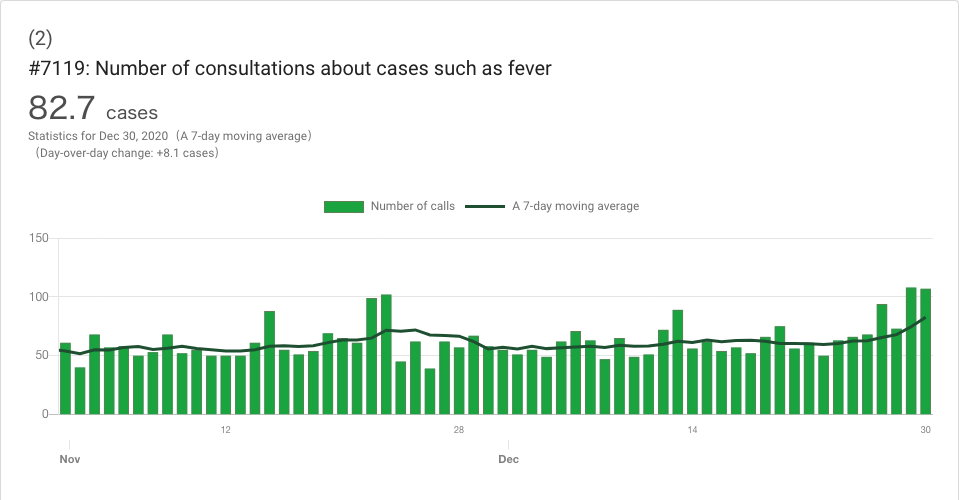 (2)
#7119: Number of consultations about cases such as fever
82.7 cases
Statistics for Dec 30, 2020 (A 7-day moving average)
(Day-over-day change: +8.1 cases)
Number of calls A 7-day moving average
150
100
50
0
12 28 14 30
Nov Dec